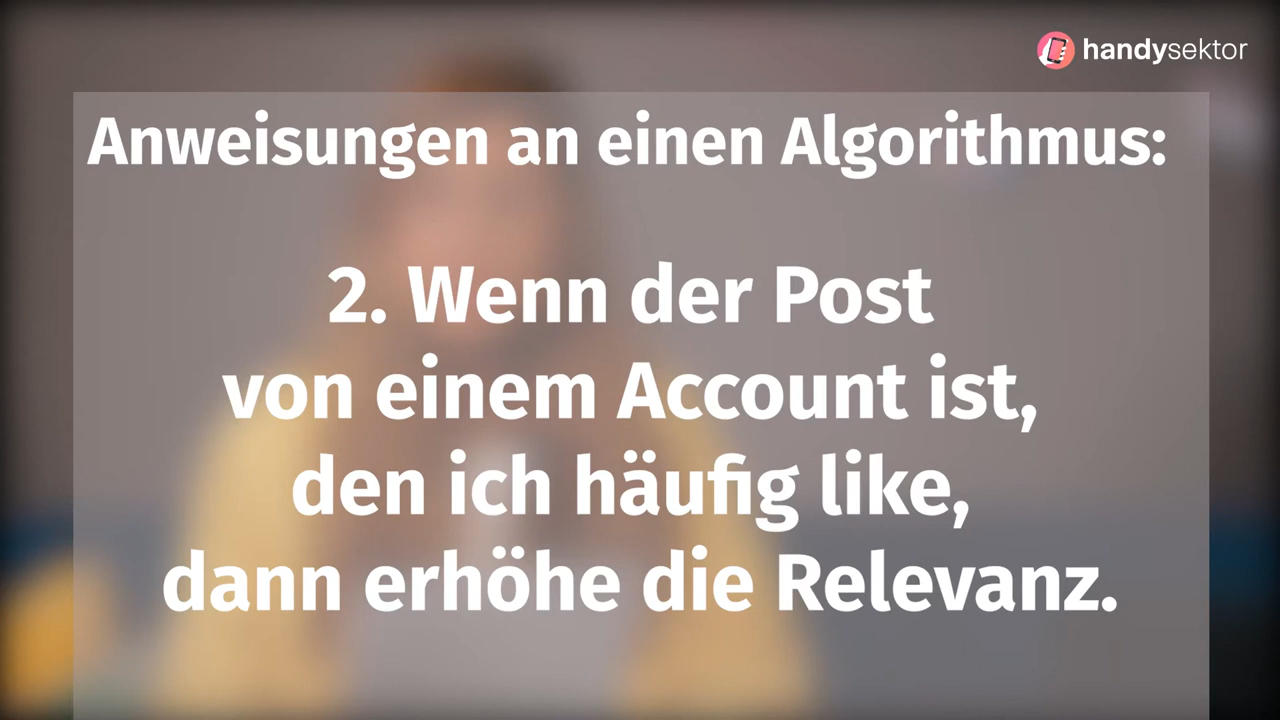 handysektor
Anweisungen an einen Algorithmus:
2. Wenn der Post
von einem Account ist,
den ich häufig like,
dann erhöhe die Relevanz.